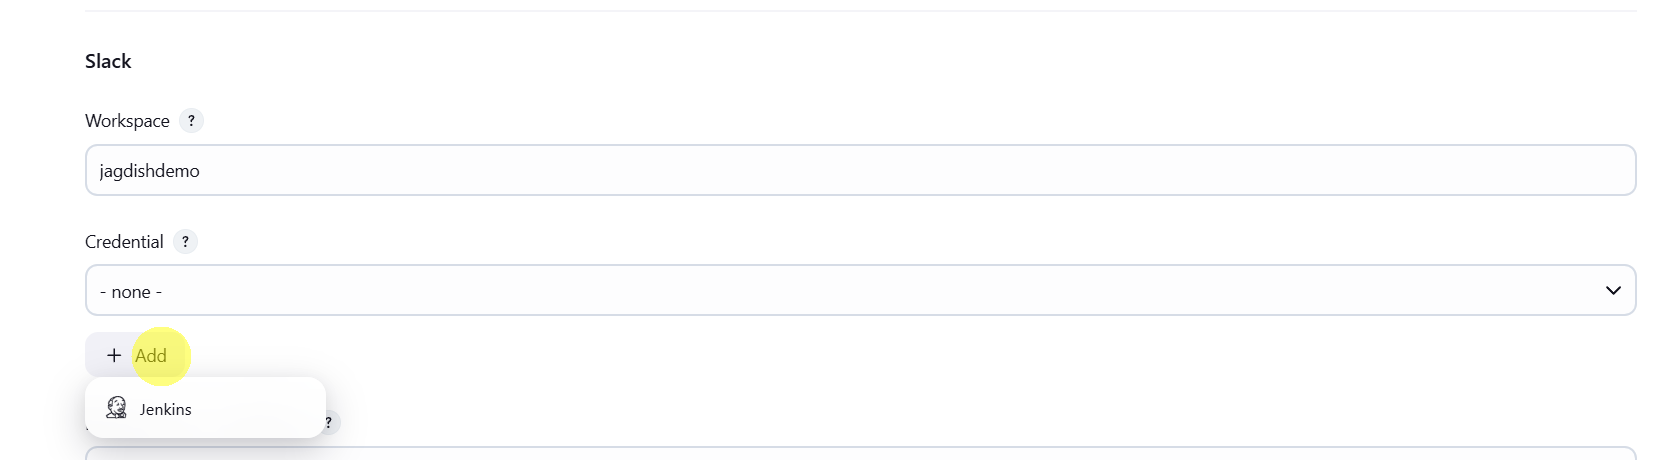 Slack
Workspace ?
jagdishdemo
Credential ?
- none -
+ Add
Jenkins
?